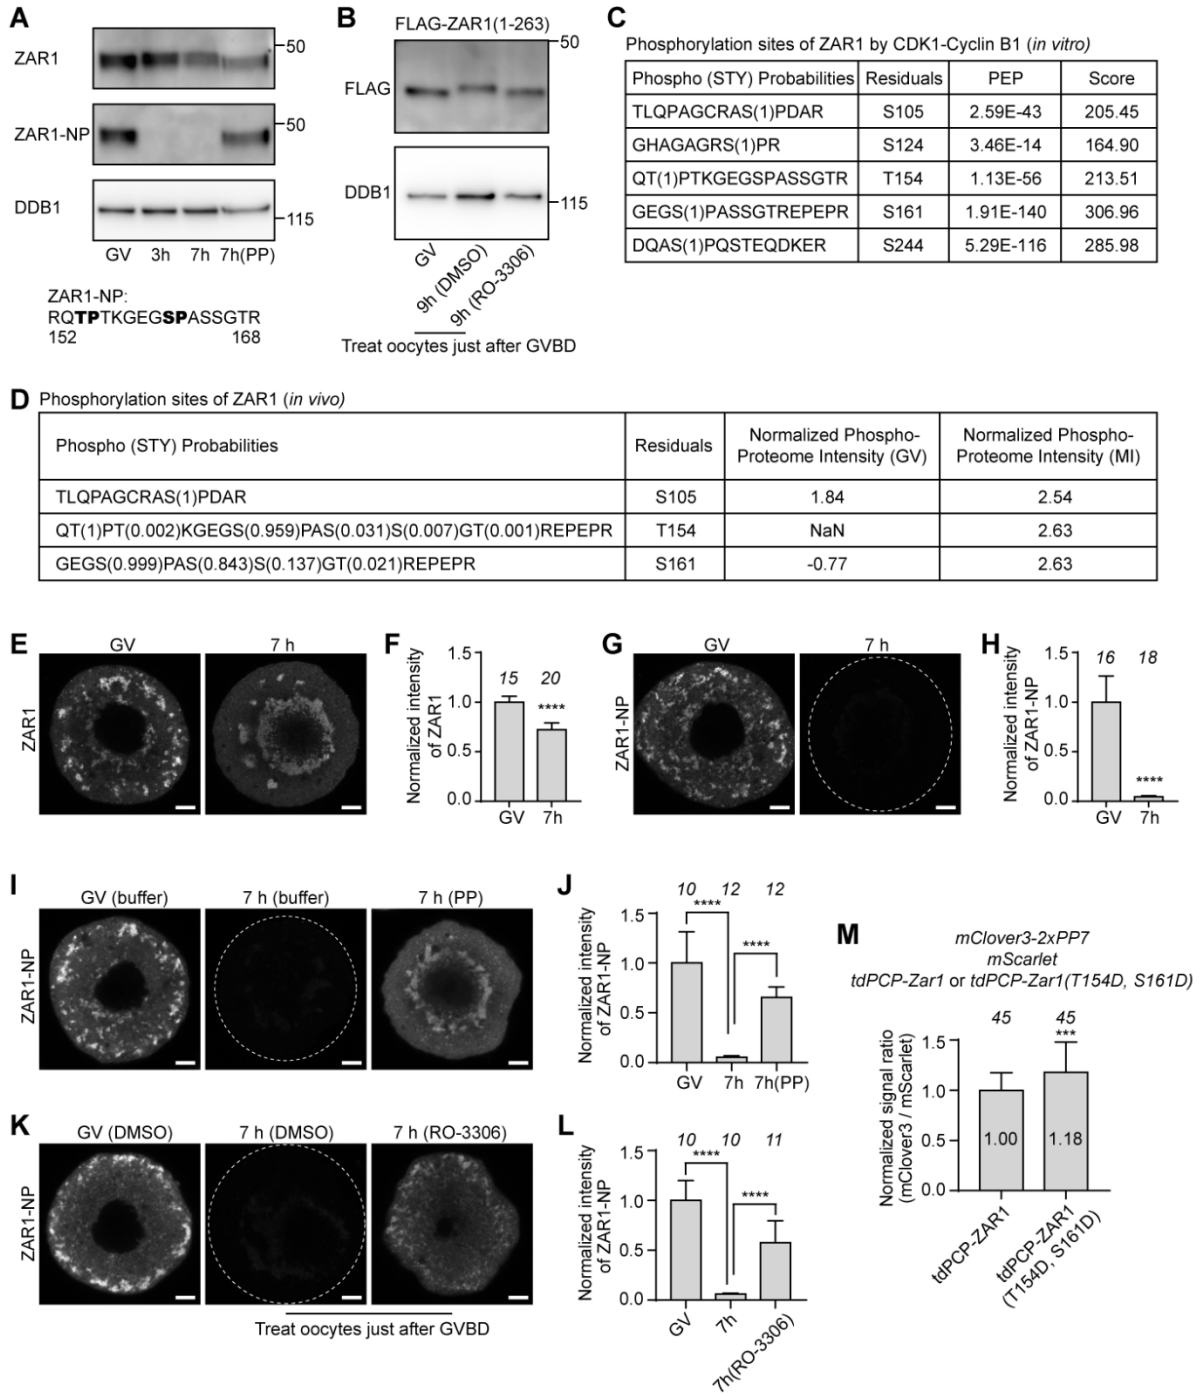 A
ZAR1
50
ZAR1-NP
50
DDB1
115
GV 3h 7h 7h(PP)
ZAR1-NP:
RQTPTKGEGSPASSGTR
152 168
B
FLAG-ZAR1(1-263)
50
FLAG
DDB1
115
GV
9h (DMSO)
9h (RO-3306)
Treat oocytes just after GVBD
C
Phosphorylation sites of ZAR1 by CDK1-Cyclin B1 (in vitro)
Phospho (STY) Probabilities Residuals PEP Score
TLQPAGCRAS(1)PDAR S105 2.59E-43 205.45
GHAGAGRS(1)PR S124 3.46E-14 164.90
QT(1)PTKGEGSPASSGTR T154 1.13E-56 213.51
GEGS(1)PASSGTREPEPR S161 1.91E-140 306.96
DQAS(1)PQSTEQDKER S244 5.29E-116 285.98
D Phosphorylation sites of ZAR1 (in vivo)
Phospho (STY) Probabilities
Residuals
Normalized Phospho-
Proteome Intensity (GV)
Normalized Phospho-
Proteome Intensity (MI)
TLQPAGCRAS(1)PDAR S105 1.84 2.54
QT(1)PT(0.002)KGEGS(0.959)PAS(0.031)S(0.007)GT(0.001)REPEPR T154 NaN 2.63
GEGS(0.999)PAS(0.843)S(0.137)GT(0.021)REPEPR S161 -0.77 2.63
E
GV 7 h
ZAR1
F
Normalized intensity
of ZAR1
1.5
1.0
0.5
0.0
15 20
****
GV 7h
G
GV 7 h
ZAR1-NP
H
Normalized intensity
of ZAR1-NP
1.5
1.0
0.5
0.0
16 18
****
GV 7h
I
GV (buffer) 7 h (buffer) 7 h (PP)
ZAR1-NP
J
Normalized intensity
of ZAR1-NP
1.5
1.0
0.5
0.0
10 12 12
****
****
GV 7h 7h(PP)
K
GV (DMSO) 7 h (DMSO) 7 h (RO-3306)
ZAR1-NP
Treat oocytes just after GVBD
L
Normalized intensity
of ZAR1-NP
1.5
1.0
0.5
0.0
10 10 11
****
****
GV
7h
7h(RO-3306)
M
mClover3-2xPP7
mScarlet
tdPCP-Zar1 or tdPCP-Zar1(T154D, S161D)
Normalized signal ratio
(mClover3 / mScarlet)
1.5
1.0
0.5
0.0
45 45
***
1.00 1.18
tdPCP-ZAR1
tdPCP-ZAR1
(T154D, S161D)